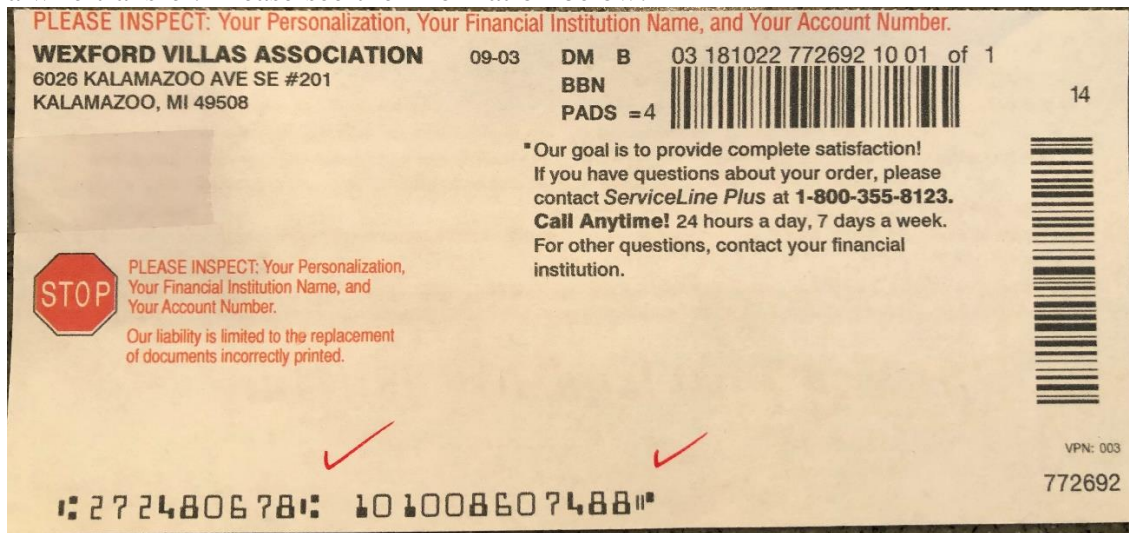 PLEASE INSPECT: Your Personalization, Your Financial Institution Name, and Your Account Number.
WEXFORD VILLAS ASSOCIATION 09-03 DM B 03 181022 772692 10 01 of 1
6026 KALAMAZOO AVE SE #201 BBN
KALAMAZOO, MI 49508 PADS =4
14
*Our goal is to provide complete satisfaction!
If you have questions about your order, please
contact ServiceLine Plus at 1-800-355-8123.
Call Anytime! 24 hours a day, 7 days a week.
For other questions, contact your financial
institution.
STOP
PLEASE INSPECT: Your Personalization,
Your Financial Institution Name, and
Your Account Number.
Our liability is limited to the replacement
of documents incorrectly printed.
VPN: 003
772692
⑆272480678⑆ 101008607488⑈